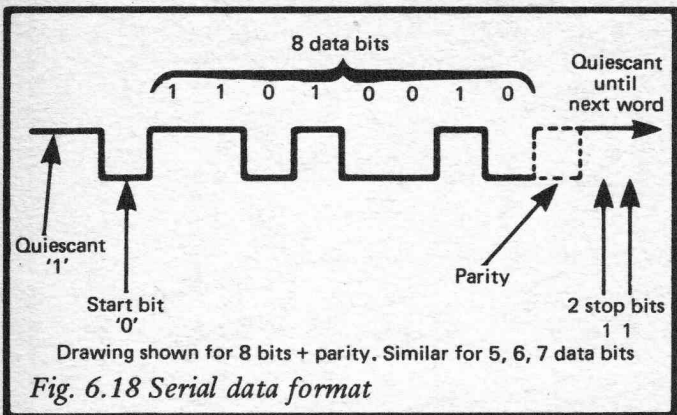 8 data bits
1 1 0 1 0 0 1 0
Quiescant
until
next word
Quiescant
'1'
Start bit
'0'
Parity
2 stop bits
1 1
Drawing shown for 8 bits + parity. Similar for 5, 6, 7 data bits
Fig. 6.18 Serial data format